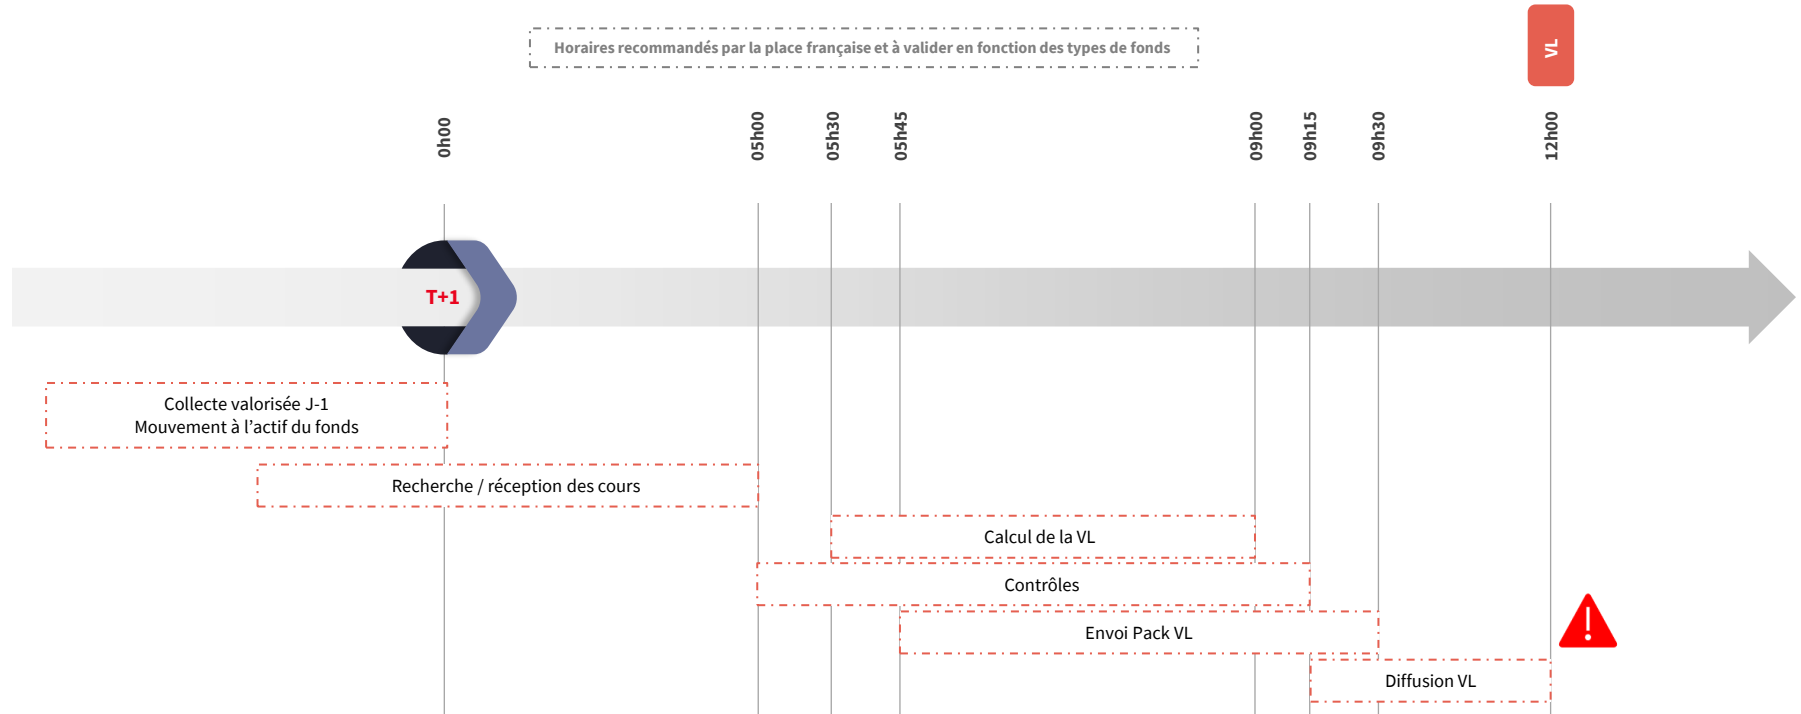 Horaires recommandés par la place française et à valider en fonction des types de fonds
VL
0h00
05h00
05h30
05h45
09h00
09h15
09h30
12h00
T+1
Collecte valorisée J-1
Mouvement à l’actif du fonds
Recherche / réception des cours
Calcul de la VL
Contrôles
Envoi Pack VL
Diffusion VL